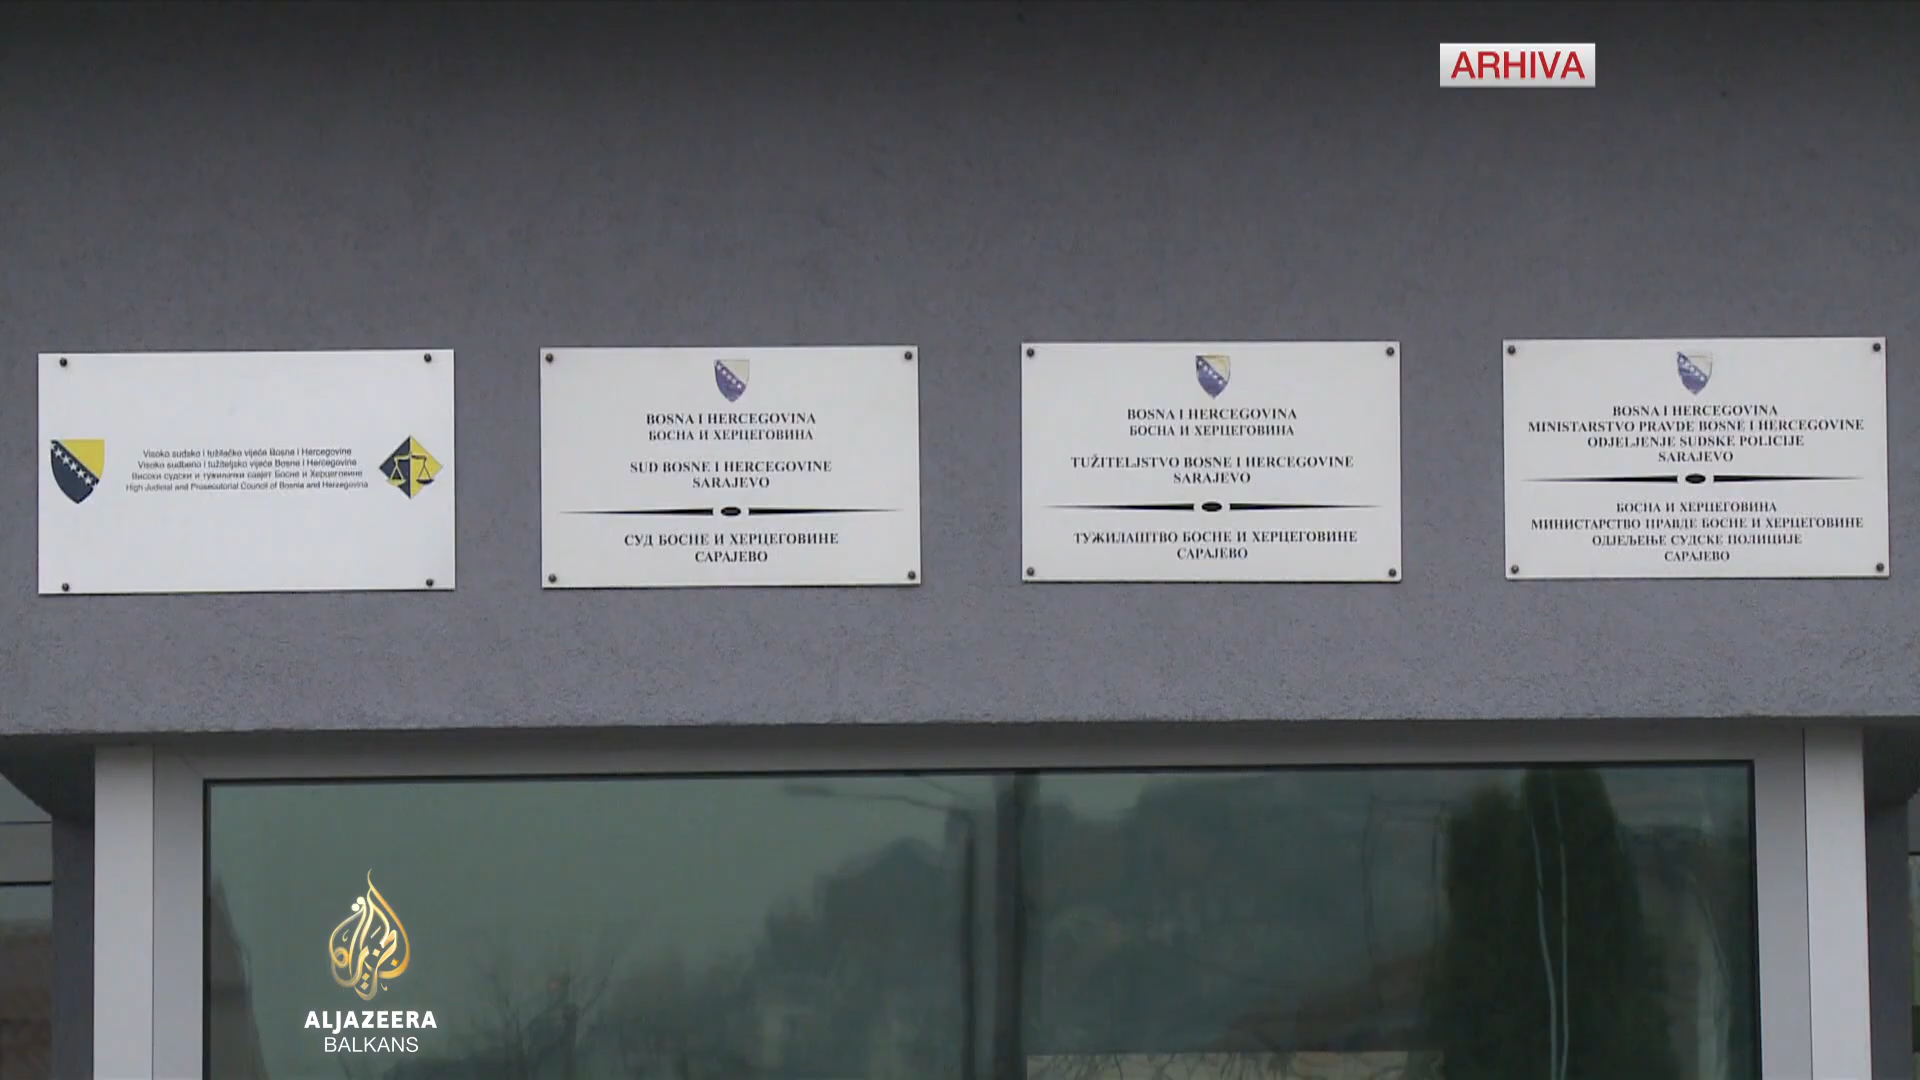 ARHIVA
Visoko sudsko i tužilačko vijeće Bosne i Hercegovine
Visoko sudbeno i tužiteljsko vijeće Bosne i Hercegovine
Високи судски и тужилачки савјет Босне и Херцеговине
High Judicial and Prosecutorial Council of Bosnia and Herzegovina
BOSNA I HERCEGOVINA
БОСНА И ХЕРЦЕГОВИНА
SUD BOSNE I HERCEGOVINE
SARAJEVO
СУД БОСНЕ И ХЕРЦЕГОВИНЕ
САРАЈЕВО
BOSNA I HERCEGOVINA
БОСНА И ХЕРЦЕГОВИНА
TUŽITELJSTVO BOSNE I HERCEGOVINE
SARAJEVO
ТУЖИЛАШТВО БОСНЕ И ХЕРЦЕГОВИНЕ
САРАЈЕВО
BOSNA I HERCEGOVINA
MINISTARSTVO PRAVDE BOSNE I HERCEGOVINE
ODJELJENJE SUDSKE POLICIJE
SARAJEVO
БОСНА И ХЕРЦЕГОВИНА
МИНИСТАРСТВО ПРАВДЕ БОСНЕ И ХЕРЦЕГОВИНЕ
ОДЈЕЉЕЊЕ СУДСКЕ ПОЛИЦИЈЕ
САРАЈЕВО
ALJAZEERA
BALKANS